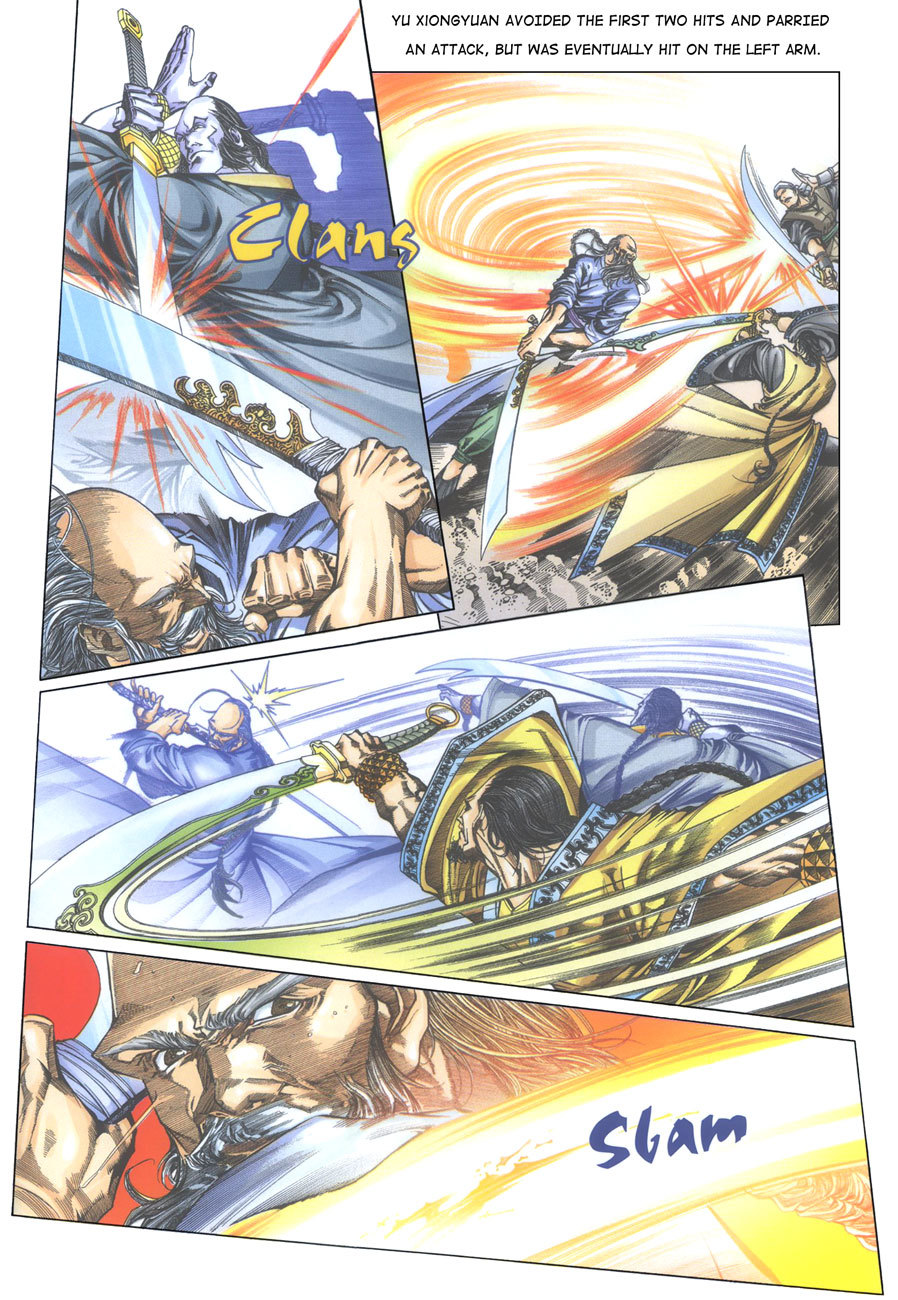 YU XIONGYUAN AVOIDED THE FIRST TWO HITS AND PARRIED
AN ATTACK, BUT WAS EVENTUALLY HIT ON THE LEFT ARM.
Clang
Slam